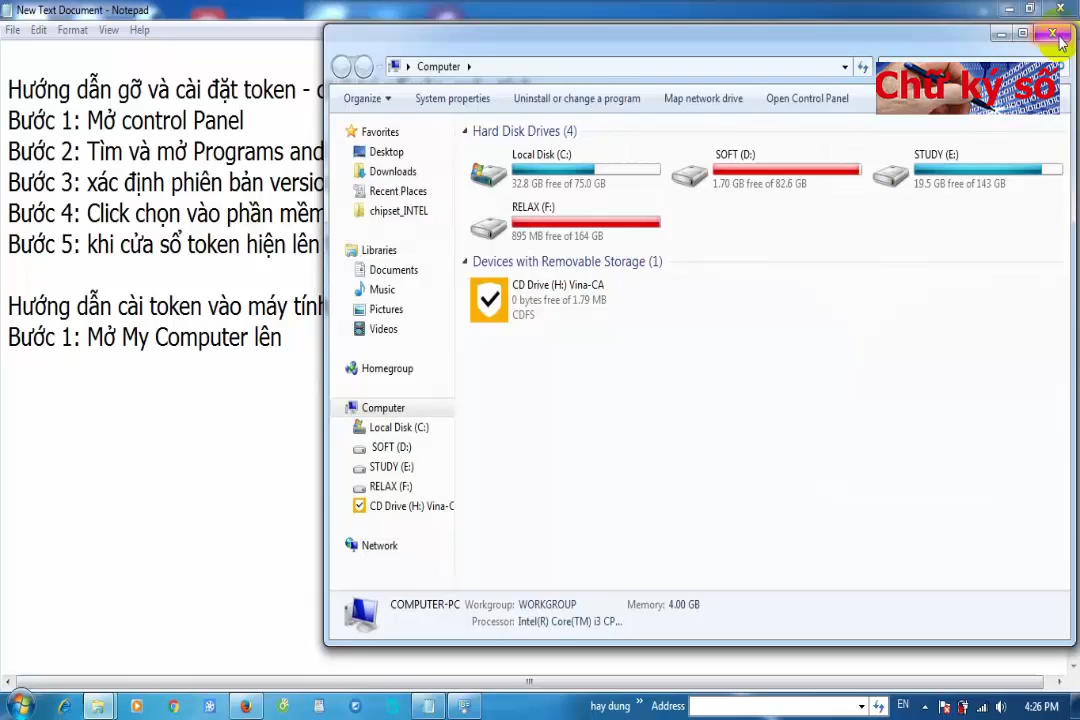 New Text Document - Notepad
File Edit Format View Help
Hướng dẫn gỡ và cài đặt token -
Bước 1: Mở control Panel
Bước 2: Tìm và mở Programs and
Bước 3: xác định phiên bản versio
Bước 4: Click chọn vào phần mềm
Bước 5: khi cửa sổ token hiện lên
Hướng dẫn cài token vào máy tính
Bước 1: Mở My Computer lên
Computer
Chữ ký số
Organize System properties Uninstall or change a program Map network drive Open Control Panel
Favorites
Desktop
Downloads
Recent Places
chipset_INTEL
Libraries
Documents
Music
Pictures
Videos
Homegroup
Computer
Local Disk (C:)
SOFT (D:)
STUDY (E:)
RELAX (F:)
CD Drive (H:) Vina-C
Network
Hard Disk Drives (4)
Local Disk (C:)
32.8 GB free of 75.0 GB
SOFT (D:)
1.70 GB free of 82.6 GB
STUDY (E:)
19.5 GB free of 143 GB
RELAX (F:)
895 MB free of 164 GB
Devices with Removable Storage (1)
CD Drive (H:) Vina-CA
0 bytes free of 1.79 MB
CDFS
COMPUTER-PC Workgroup: WORKGROUP Memory: 4.00 GB
Processor: Intel(R) Core(TM) i3 CP...
hay dung » Address EN 4:26 PM